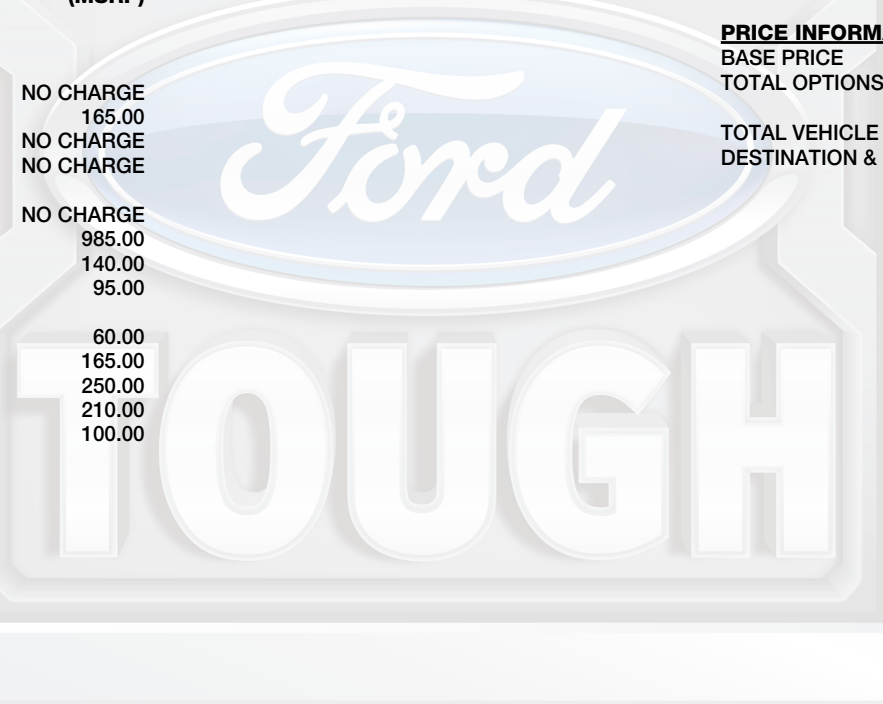 (MSRP)
NO CHARGE
165.00
NO CHARGE
NO CHARGE
NO CHARGE
985.00
140.00
95.00
60.00
165.00
250.00
210.00
100.00
PRICE INFORMA
BASE PRICE
TOTAL OPTIONS
TOTAL VEHICLE
DESTINATION &
Ford
TOUGH